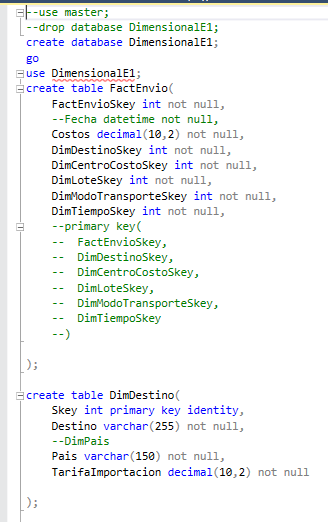 --use master;
--drop database DimensionalE1;
create database DimensionalE1;
go
use DimensionalE1;
create table FactEnvio(
FactEnvioSkey int not null,
--Fecha datetime not null,
Costos decimal(10,2) not null,
DimDestinoSkey int not null,
DimCentroCostoSkey int not null,
DimLoteSkey int not null,
DimModoTransporteSkey int not null,
DimTiempoSkey int not null,
--primary key(
-- FactEnvioSkey,
-- DimDestinoSkey,
-- DimCentroCostoSkey,
-- DimLoteSkey,
-- DimModoTransporteSkey,
-- DimTiempoSkey
--)
);
create table DimDestino(
Skey int primary key identity,
Destino varchar(255) not null,
--DimPais
Pais varchar(150) not null,
TarifaImportacion decimal(10,2) not null
);